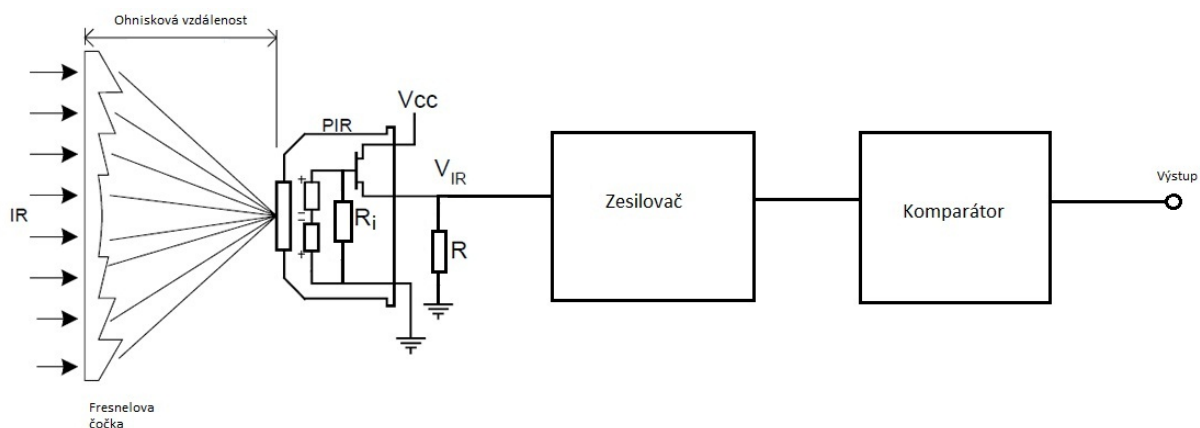 Ohnisková vzdálenost
Vcc
PIR
V IR
Zesilovač
Komparátor
Výstup
IR
+
−
+
Ri
R
Fresnelova
čočka